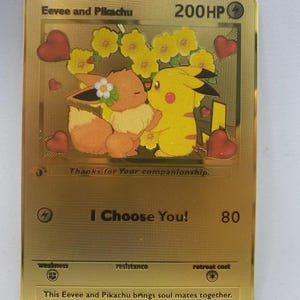 Eevee and Pikachu 200HP
Thanks for Your companionship.
I Choose You! 80
weakness resistance retreat cost
This Eevee and Pikachu brings soul mates together.